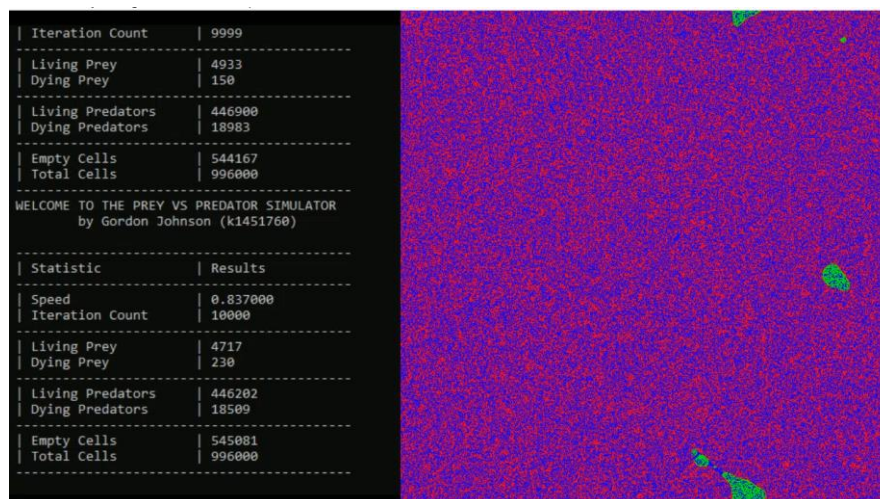 | Iteration Count | 9999
--------------------------------------------------
| Living Prey | 4933
| Dying Prey | 150
--------------------------------------------------
| Living Predators | 446900
| Dying Predators | 18983
--------------------------------------------------
| Empty Cells | 544167
| Total Cells | 996000
--------------------------------------------------
WELCOME TO THE PREY VS PREDATOR SIMULATOR
by Gordon Johnson (k1451760)
--------------------------------------------------
| Statistic | Results
--------------------------------------------------
| Speed | 0.837000
| Iteration Count | 10000
--------------------------------------------------
| Living Prey | 4717
| Dying Prey | 230
--------------------------------------------------
| Living Predators | 446202
| Dying Predators | 18509
--------------------------------------------------
| Empty Cells | 545081
| Total Cells | 996000
--------------------------------------------------